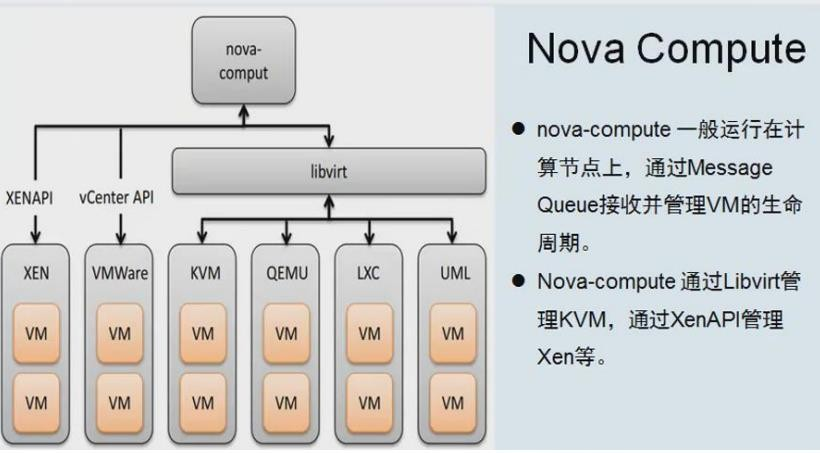 nova-
comput
libvirt
XENAPI
vCenter API
XEN
VMWare
KVM
QEMU
LXC
UML
VM
VM
VM
VM
VM
VM
VM
VM
VM
VM
VM
VM
Nova Compute
● nova-compute 一般运行在计
算节点上，通过Message
Queue接收并管理VM的生命
周期。
● Nova-compute 通过Libvirt管
理KVM，通过XenAPI管理
Xen等。